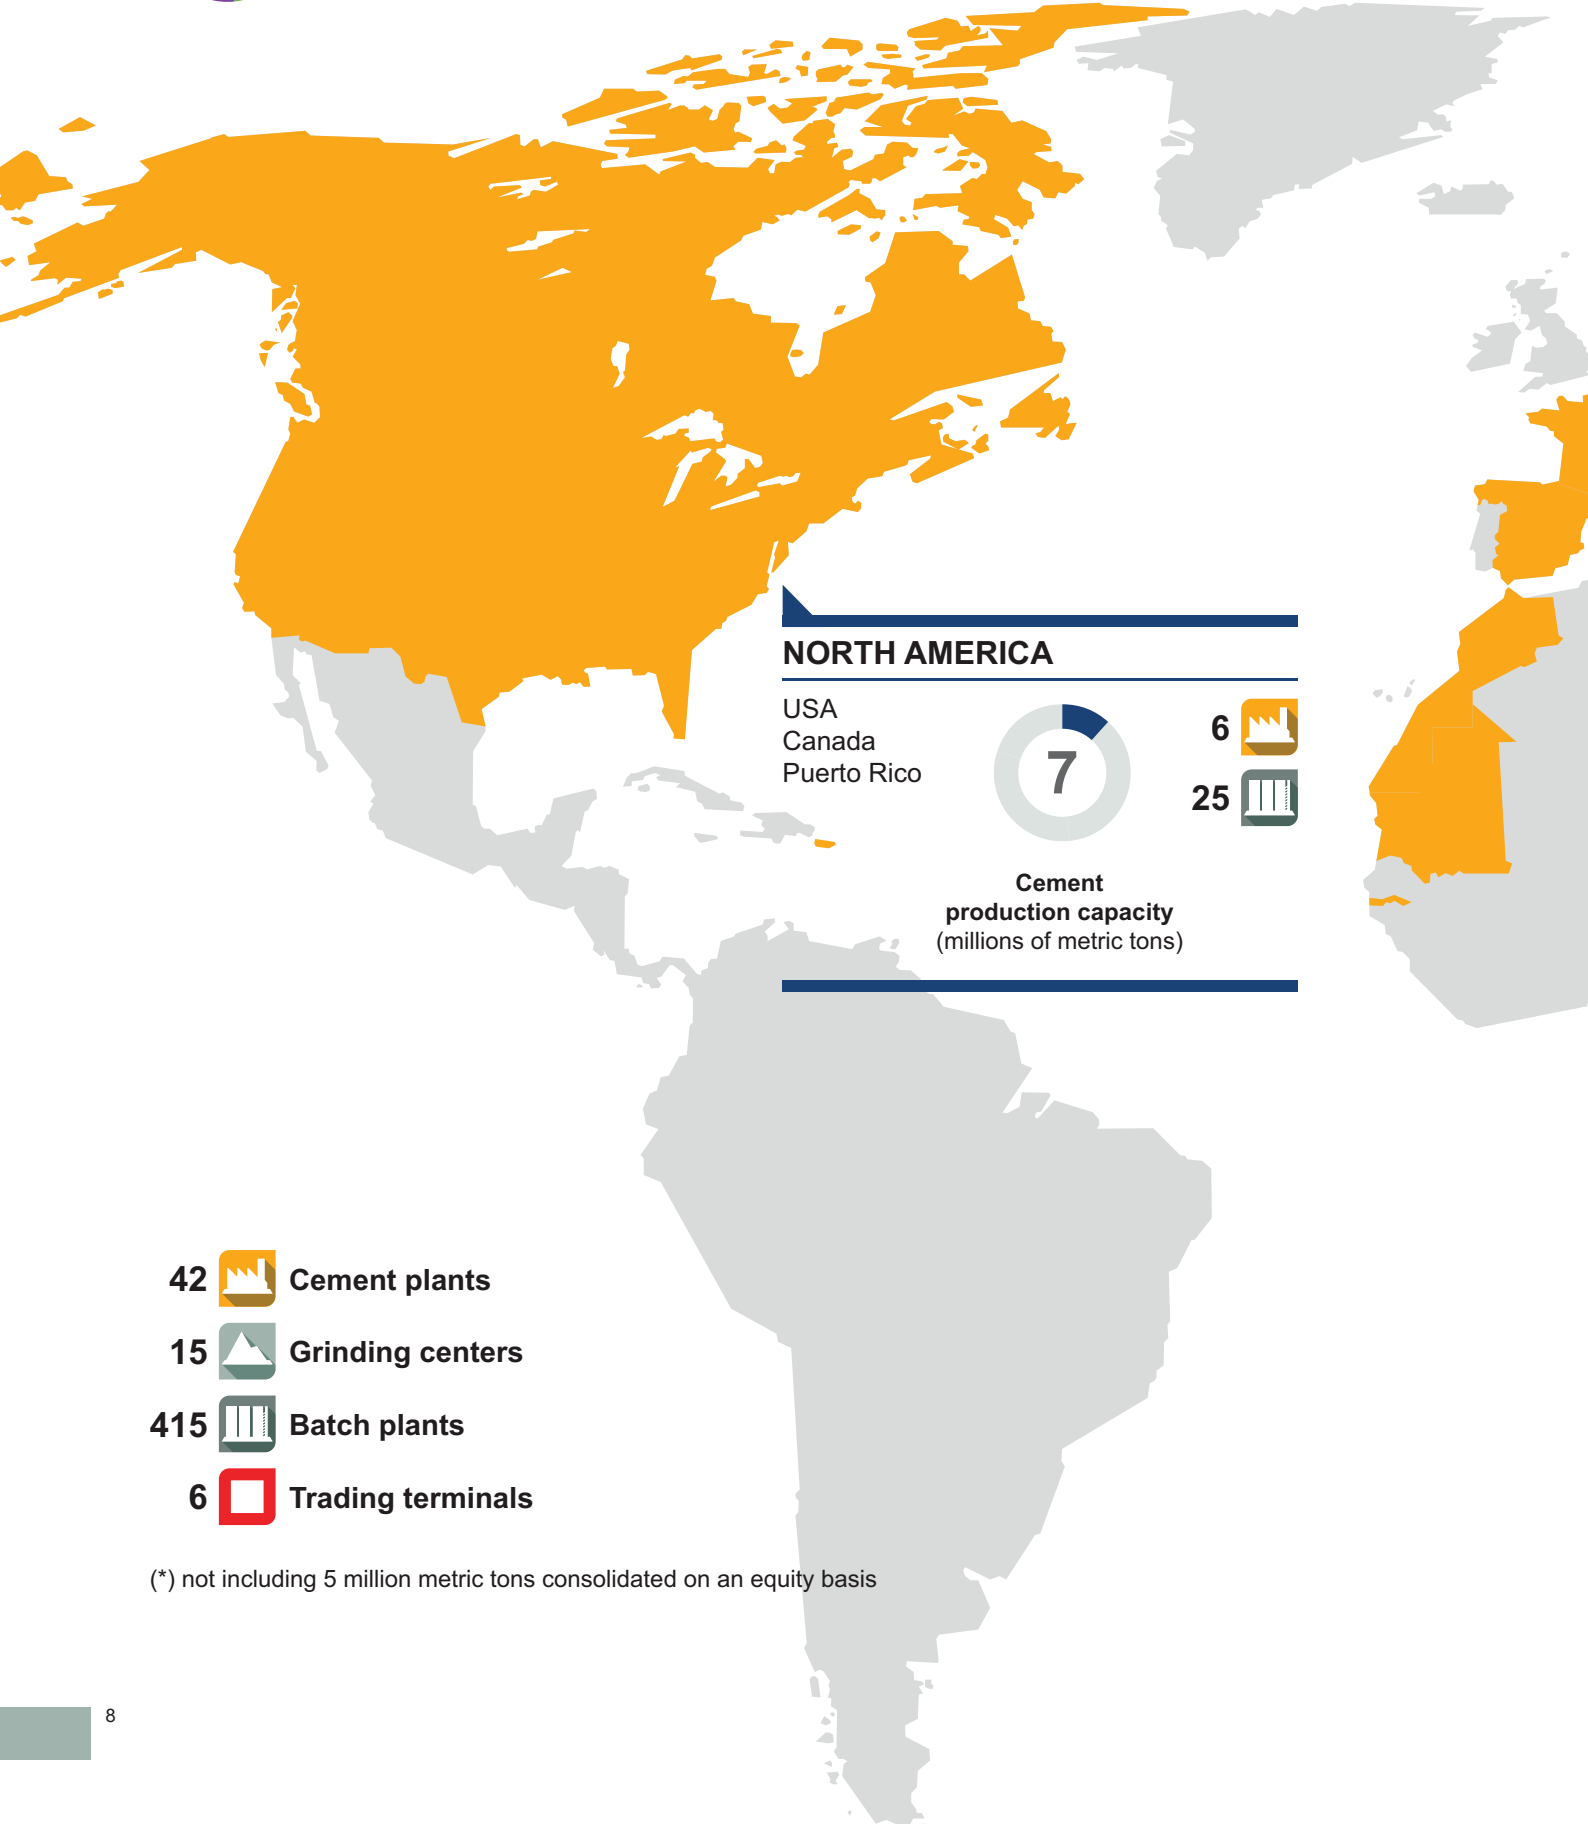 NORTH AMERICA
USA
Canada
Puerto Rico
7
6
25
Cement
production capacity
(millions of metric tons)
42 Cement plants
15 Grinding centers
415 Batch plants
6 Trading terminals
(*) not including 5 million metric tons consolidated on an equity basis
8